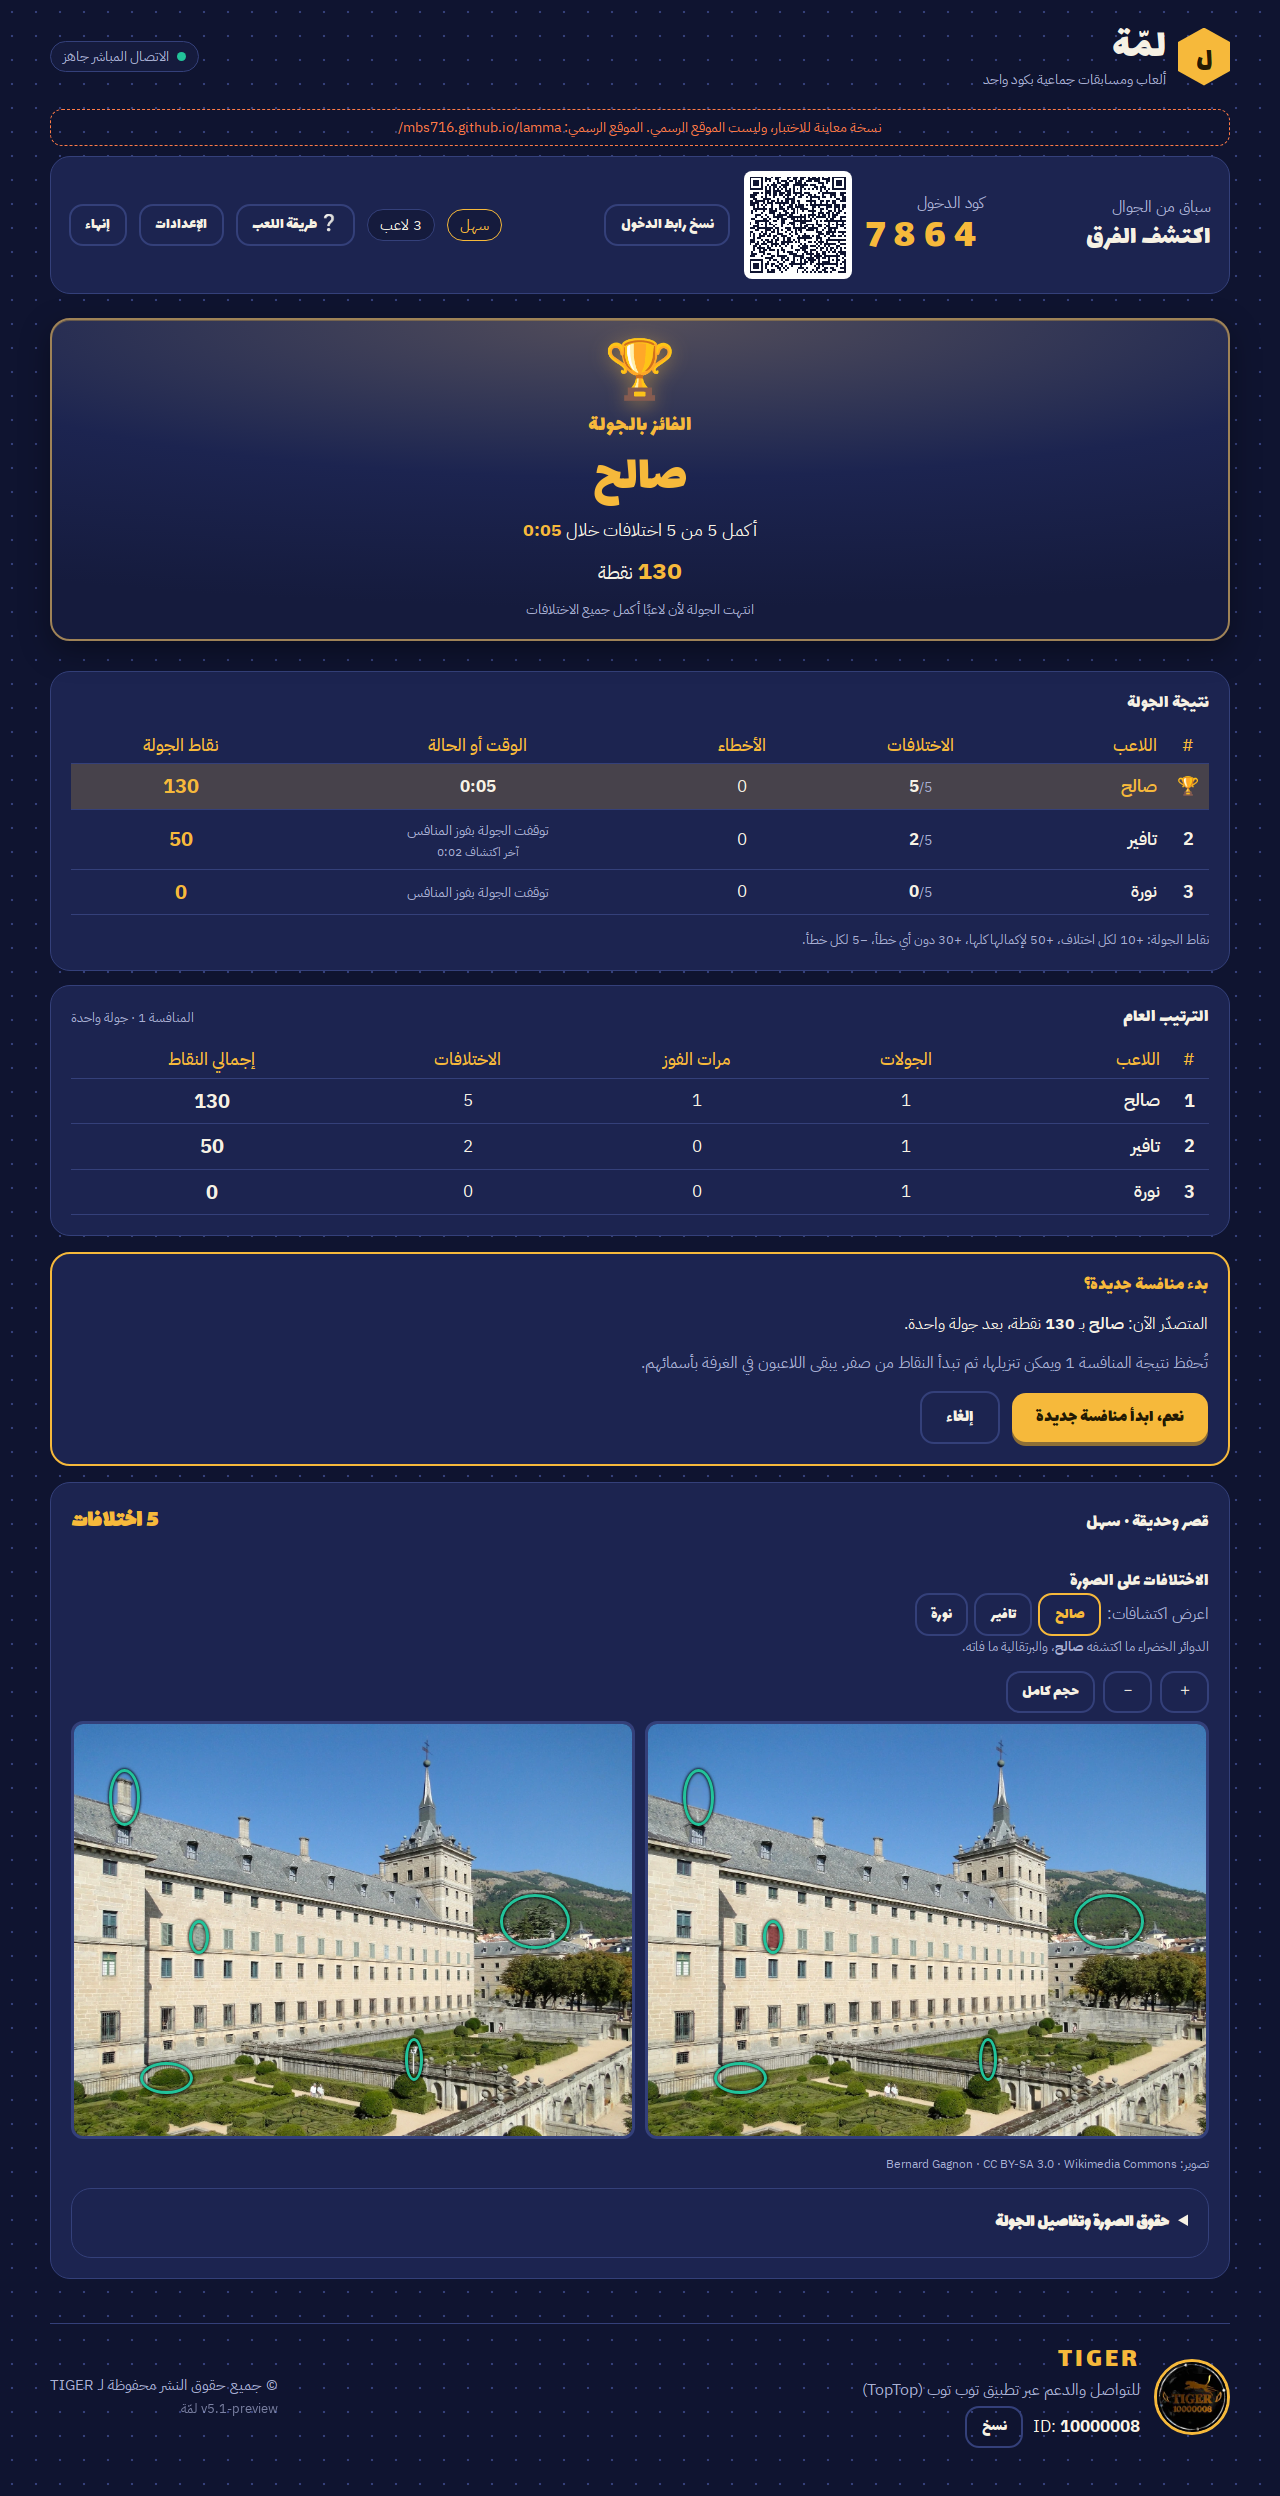 ل
لمّة
ألعاب ومسابقات جماعية بكود واحد
الاتصال المباشر جاهز
نسخة معاينة للاختبار، وليست الموقع الرسمي. الموقع الرسمي: mbs716.github.io/lamma/
سباق من الجوال
اكتشف الفرق
كود الدخول
7864
نسخ رابط الدخول
سهل
3 لاعب
❔ طريقة اللعب
الإعدادات
إنهاء
الفائز بالجولة
صالح
أكمل 5 من 5 اختلافات خلال 0:05
130 نقطة
انتهت الجولة لأن لاعبًا أكمل جميع الاختلافات
نتيجة الجولة
# اللاعب الاختلافات الأخطاء الوقت أو الحالة نقاط الجولة
🏆 صالح 5/5 0 0:05 130
2 تافير 2/5 0 توقفت الجولة بفوز المنافس 50
آخر اكتشاف 0:02
3 نورة 0/5 0 توقفت الجولة بفوز المنافس 0
نقاط الجولة: +10 لكل اختلاف، +50 لإكمالها كلها، +30 دون أي خطأ، −5 لكل خطأ.
الترتيب العام
المنافسة 1 · جولة واحدة
# اللاعب الجولات مرات الفوز الاختلافات إجمالي النقاط
1 صالح 1 1 5 130
2 تافير 1 0 2 50
3 نورة 1 0 0 0
بدء منافسة جديدة؟
المتصدّر الآن: صالح بـ 130 نقطة، بعد جولة واحدة.
تُحفظ نتيجة المنافسة 1 ويمكن تنزيلها، ثم تبدأ النقاط من صفر. يبقى اللاعبون في الغرفة بأسمائهم.
نعم، ابدأ منافسة جديدة
إلغاء
قصر وحديقة · سهل
5 اختلافات
الاختلافات على الصورة
اعرض اكتشافات: صالح تافير نورة
الدوائر الخضراء ما اكتشفه صالح، والبرتقالية ما فاته.
+ − حجم كامل
تصوير: Bernard Gagnon · CC BY-SA 3.0 · Wikimedia Commons
◀ حقوق الصورة وتفاصيل الجولة
TIGER
10000008
TIGER
للتواصل والدعم عبر تطبيق توب توب (TopTop)
ID: 10000008
نسخ
© جميع حقوق النشر محفوظة لـ TIGER
لمّة v5.1-preview